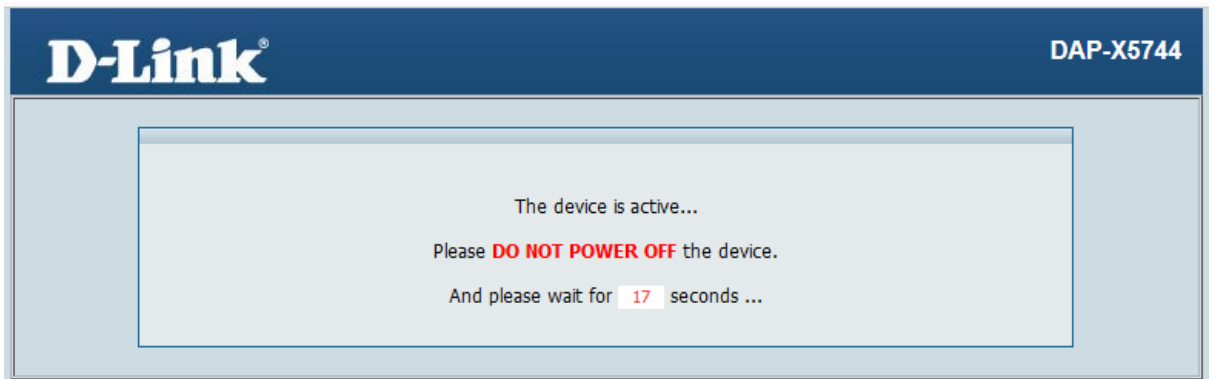 D-Link®
DAP-X5744
The device is active...
Please DO NOT POWER OFF the device.
And please wait for 17 seconds ...